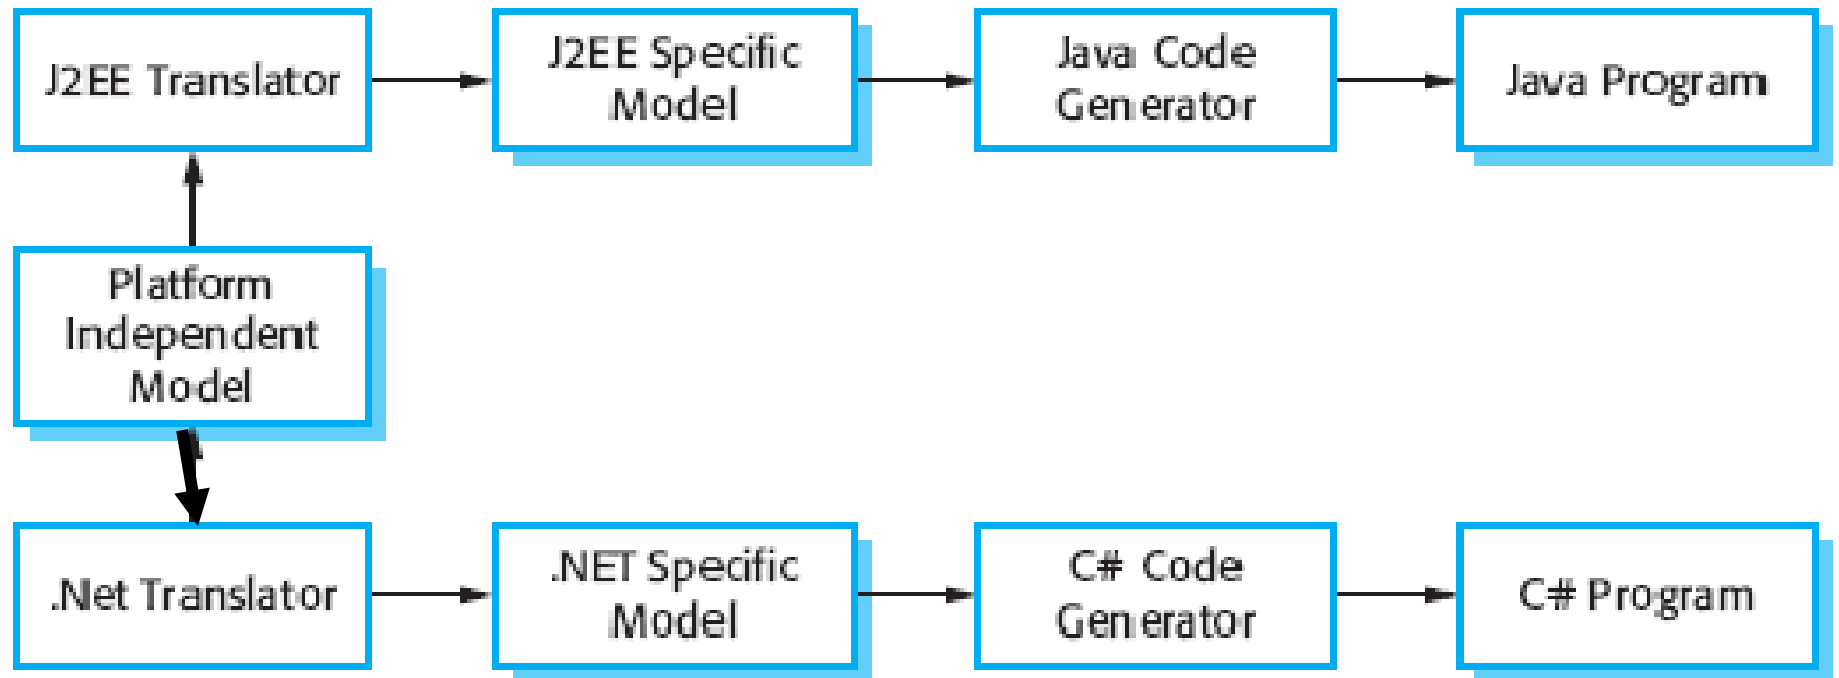 J2EE Translator
J2EE Specific
Model
Java Code
Generator
Java Program
Platform
Independent
Model
.Net Translator
.NET Specific
Model
C# Code
Generator
C# Program